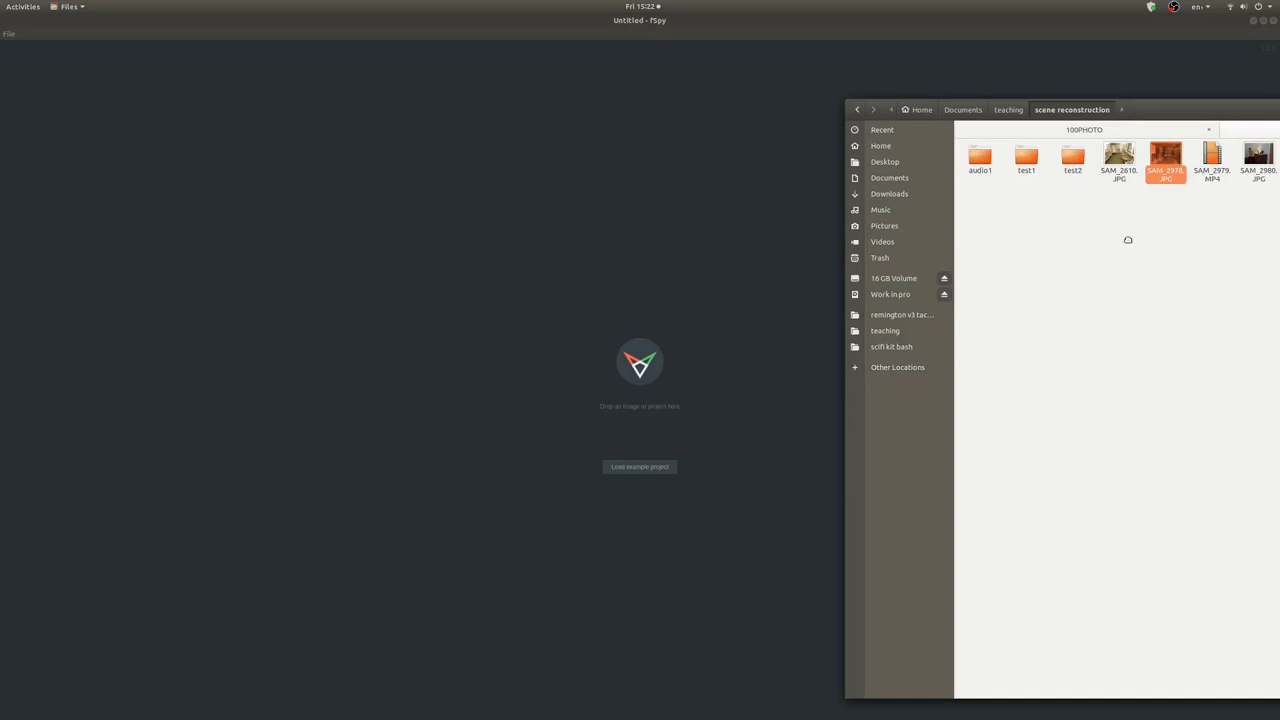 Activities Files Fri 15:22 en₁
Untitled - fSpy
File
Home Documents teaching scene reconstruction
100PHOTO
Recent
Home
Desktop
Documents
Downloads
Music
Pictures
Videos
Trash
16 GB Volume
Work in pro
remington v3 tac...
teaching
scifi kit bash
Other Locations
audio1
test1
test2
SAM_2610.
JPG
SAM_2978.
JPG
SAM_2979.
MP4
SAM_2980.
JPG
Drop an image or project here
Load example project